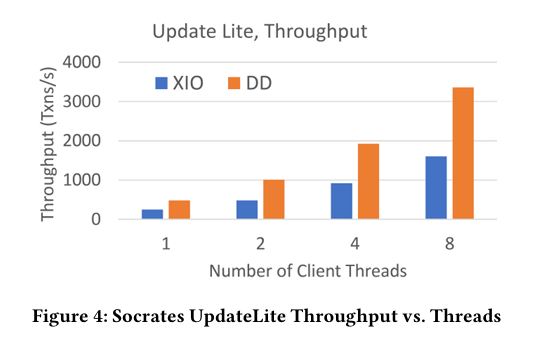 Update Lite, Throughput
4000
XIO DD
3000
2000
1000
0
Throughput (Txns/s)
1 2 4 8
Number of Client Threads
Figure 4: Socrates UpdateLite Throughput vs. Threads